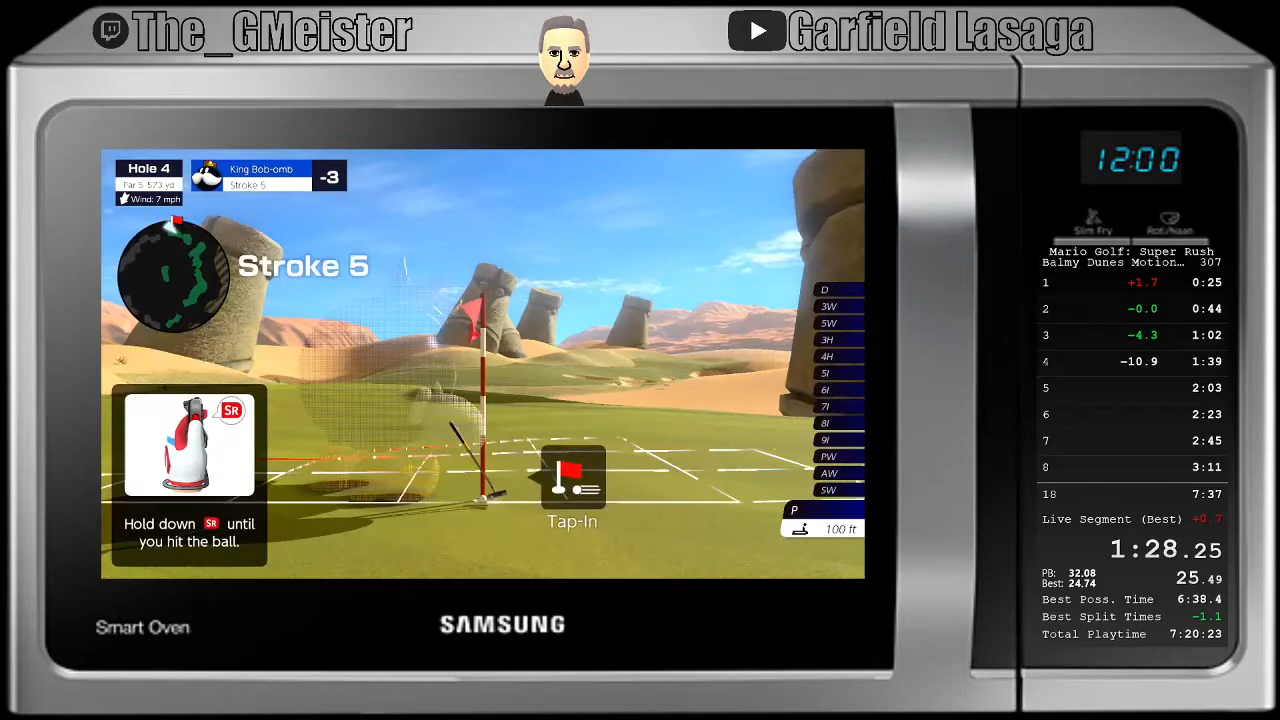 The_GMeister
Garfield Lasaga
Hole 4
Par 5 573 yd
Wind: 7 mph
King Bob-omb
Stroke 5
-3
Stroke 5
D
3W
5W
3H
4H
5I
6I
7I
8I
9I
PW
AW
SW
P
100 ft
SR
Hold down SR until
you hit the ball.
Tap-In
Smart Oven
SAMSUNG
12:00
Slim Fry
Roti/Naan
Mario Golf: Super Rush
Balmy Dunes Motion... 307
1 +1.7 0:25
2 -0.0 0:44
3 -4.3 1:02
4 -10.9 1:39
5 2:03
6 2:23
7 2:45
8 3:11
18 7:37
Live Segment (Best) +0.7
1:28.25
PB: 32.08
Best: 24.74
25.49
Best Poss. Time 6:38.4
Best Split Times -1.1
Total Playtime 7:20:23